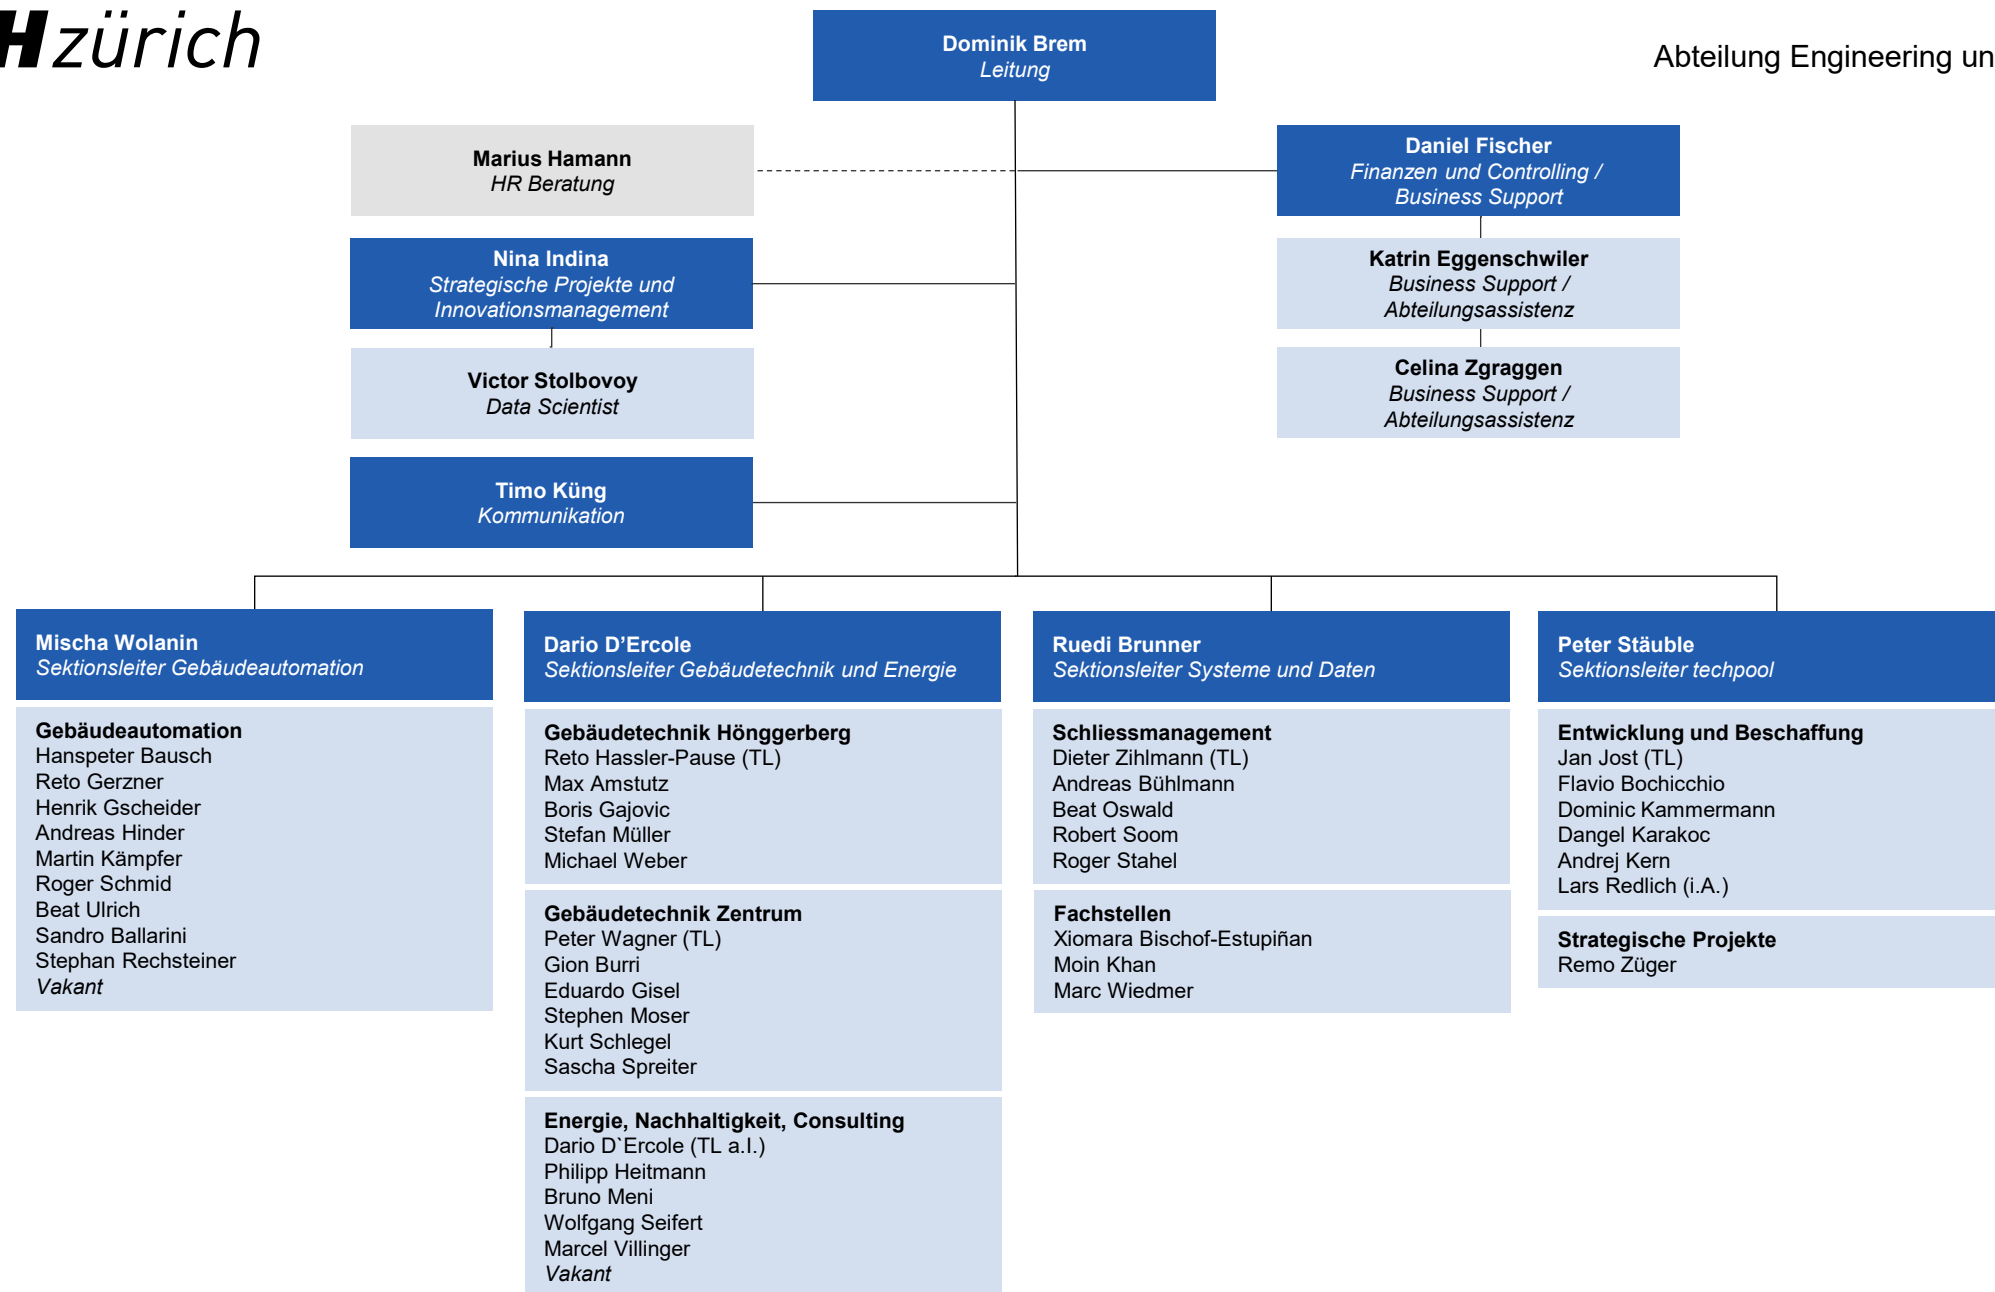 Hzürich
Abteilung Engineering un
Dominik Brem
Leitung
Marius Hamann
HR Beratung
Daniel Fischer
Finanzen und Controlling /
Business Support
Nina Indina
Strategische Projekte und
Innovationsmanagement
Katrin Eggenschwiler
Business Support /
Abteilungsassistenz
Victor Stolbovoy
Data Scientist
Celina Zgraggen
Business Support /
Abteilungsassistenz
Timo Küng
Kommunikation
Mischa Wolanin
Sektionsleiter Gebäudeautomation
Gebäudeautomation
Hanspeter Bausch
Reto Gerzner
Henrik Gscheider
Andreas Hinder
Martin Kämpfer
Roger Schmid
Beat Ulrich
Sandro Ballarini
Stephan Rechsteiner
Vakant
Dario D’Ercole
Sektionsleiter Gebäudetechnik und Energie
Gebäudetechnik Hönggerberg
Reto Hassler-Pause (TL)
Max Amstutz
Boris Gajovic
Stefan Müller
Michael Weber
Gebäudetechnik Zentrum
Peter Wagner (TL)
Gion Burri
Eduardo Gisel
Stephen Moser
Kurt Schlegel
Sascha Spreiter
Energie, Nachhaltigkeit, Consulting
Dario D`Ercole (TL a.I.)
Philipp Heitmann
Bruno Meni
Wolfgang Seifert
Marcel Villinger
Vakant
Ruedi Brunner
Sektionsleiter Systeme und Daten
Schliessmanagement
Dieter Zihlmann (TL)
Andreas Bühlmann
Beat Oswald
Robert Soom
Roger Stahel
Fachstellen
Xiomara Bischof-Estupiñan
Moin Khan
Marc Wiedmer
Peter Stäuble
Sektionsleiter techpool
Entwicklung und Beschaffung
Jan Jost (TL)
Flavio Bochicchio
Dominic Kammermann
Dangel Karakoc
Andrej Kern
Lars Redlich (i.A.)
Strategische Projekte
Remo Züger